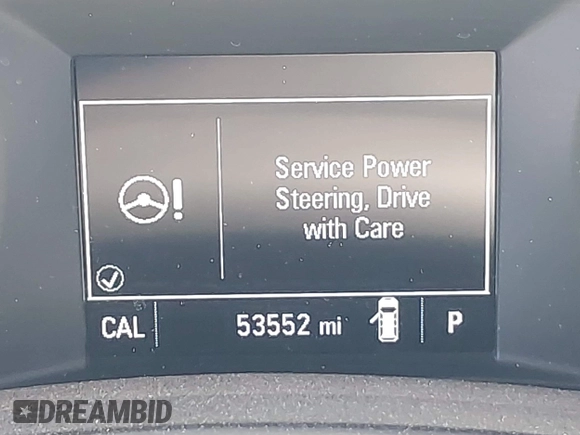 Service Power
Steering, Drive
with Care
CAL 53552 mi P
DREAMBID